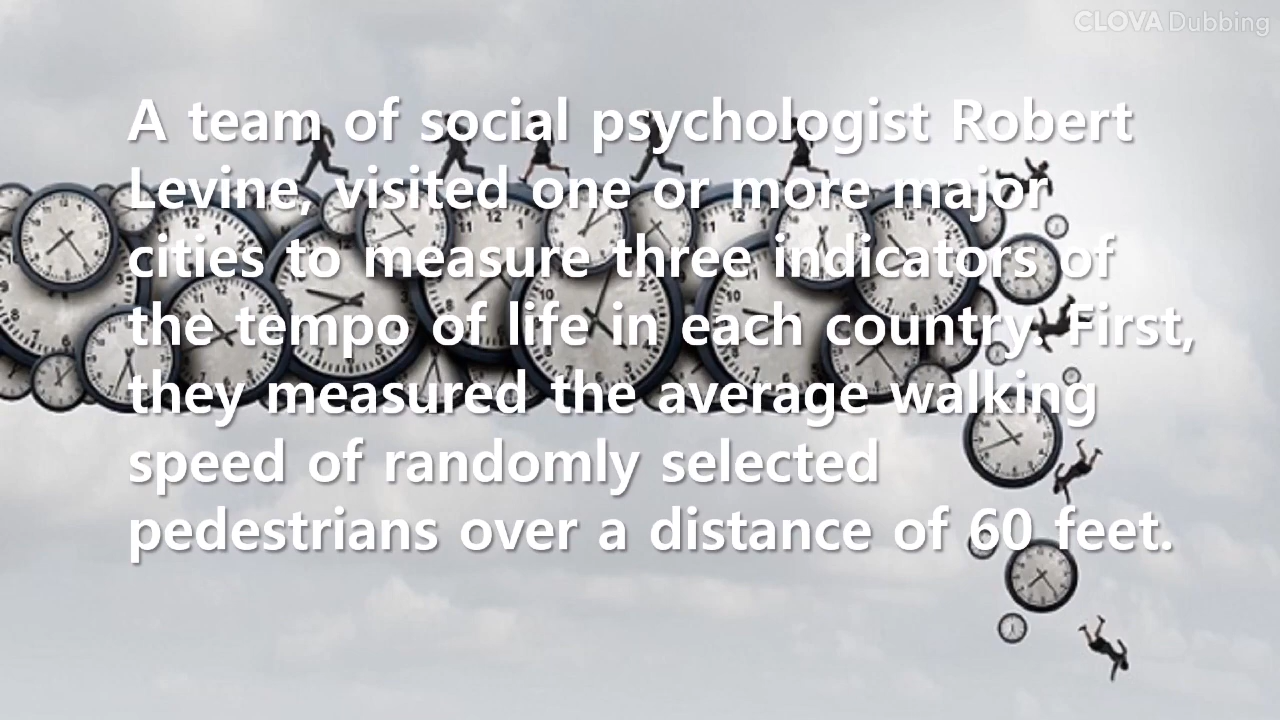 CLOVA Dubbing
A team of social psychologist Robert
Levine, visited one or more major
cities to measure three indicators of
the tempo of life in each country. First,
they measured the average walking
speed of randomly selected
pedestrians over a distance of 60 feet.